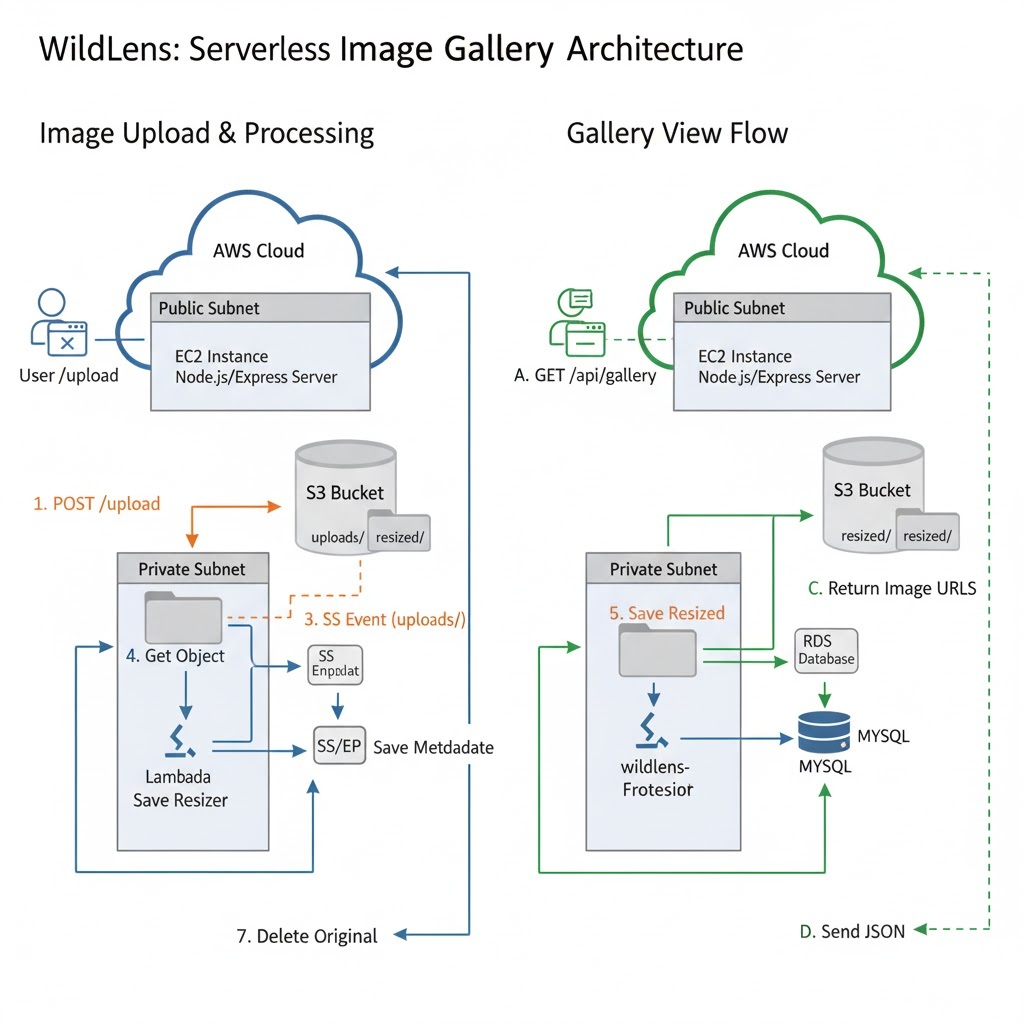 WildLens: Serverless Image Gallery Architecture
Image Upload & Processing
Gallery View Flow
AWS Cloud
Public Subnet
EC2 Instance
Node.js/Express Server
User /upload
AWS Cloud
Public Subnet
EC2 Instance
Node.js/Express Server
A. GET /api/gallery
1. POST /upload
S3 Bucket
uploads/
resized/
Private Subnet
3. SS Event (uploads/)
4. Get Object
SS
SS/EP
Save Metdadate
Lambada
Save Resizer
7. Delete Original
S3 Bucket
resized/
resized/
Private Subnet
C. Return Image URLS
5. Save Resized
RDS
Database
MYSQL
MYSQL
wildlens-
D. Send JSON